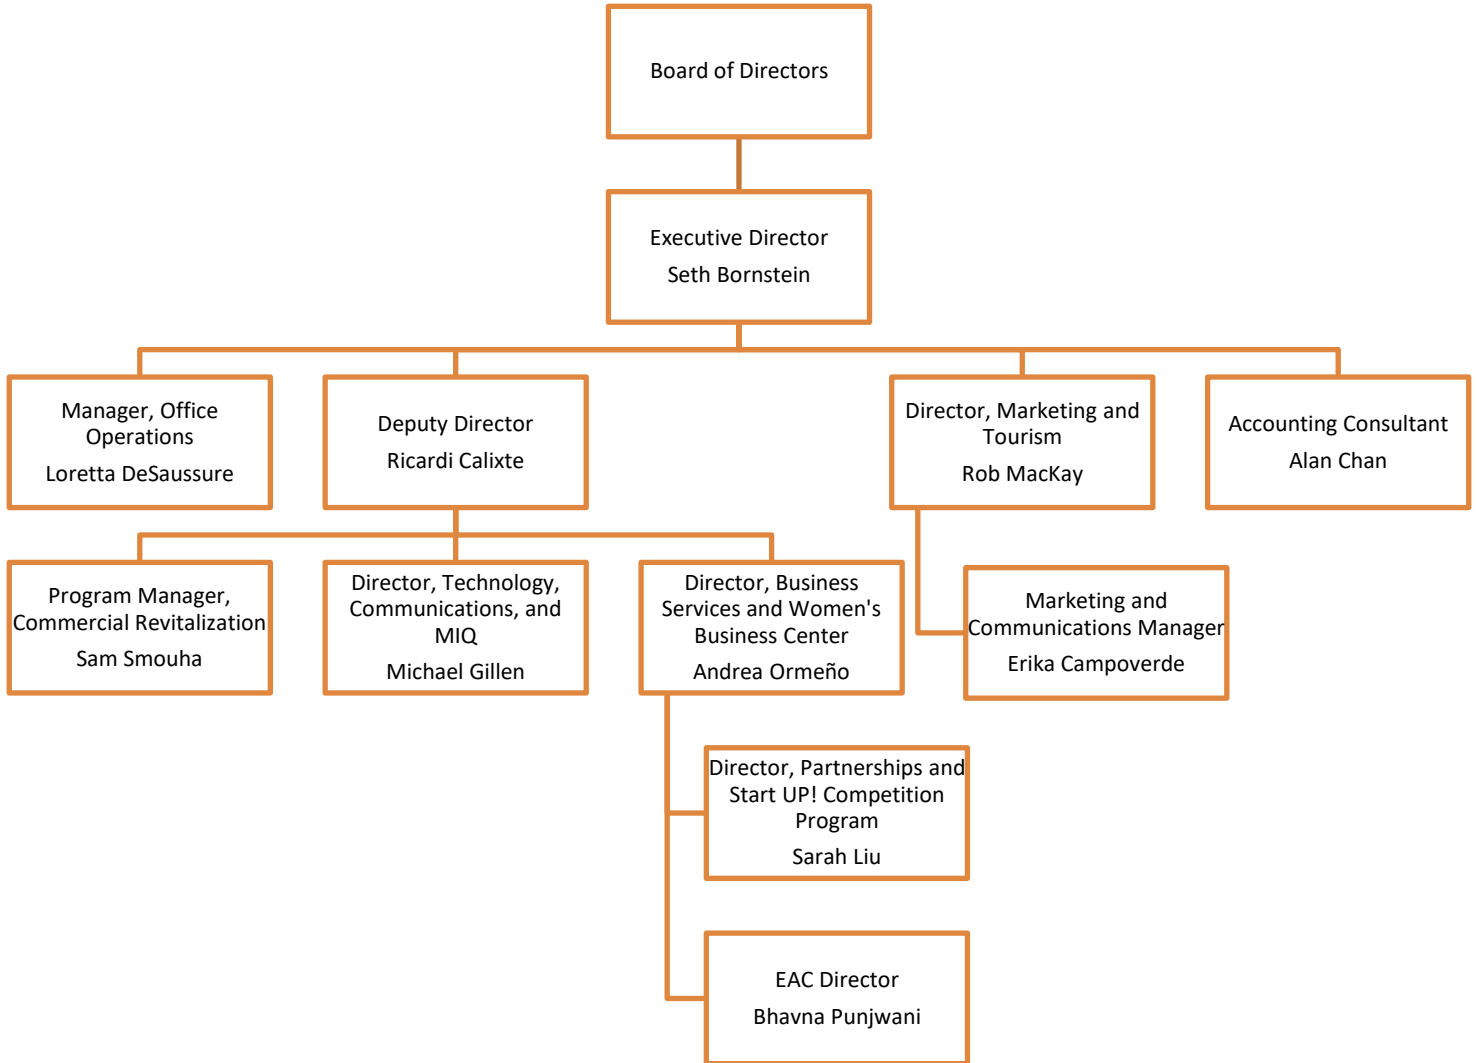 Board of Directors
Executive Director
Seth Bornstein
Manager, Office
Operations
Loretta DeSaussure
Deputy Director
Ricardi Calixte
Director, Marketing and
Tourism
Rob MacKay
Accounting Consultant
Alan Chan
Program Manager,
Commercial Revitalization
Sam Smouha
Director, Technology,
Communications, and
MIQ
Michael Gillen
Director, Business
Services and Women's
Business Center
Andrea Ormeño
Marketing and
Communications Manager
Erika Campoverde
Director, Partnerships and
Start UP! Competition
Program
Sarah Liu
EAC Director
Bhavna Punjwani